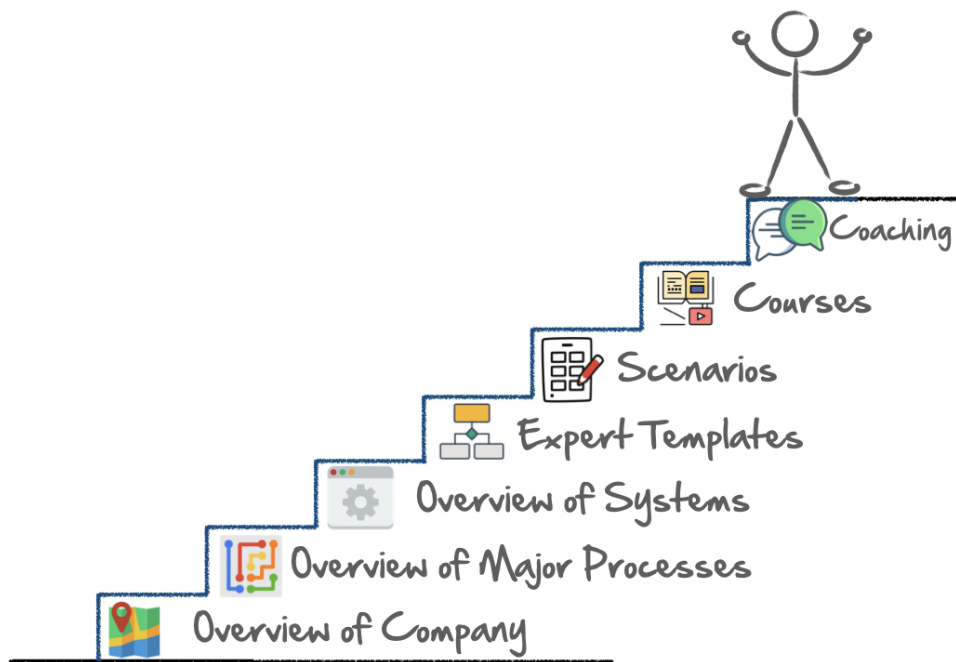 Coaching
Courses
Scenarios
Expert Templates
Overview of Systems
Overview of Major Processes
Overview of Company